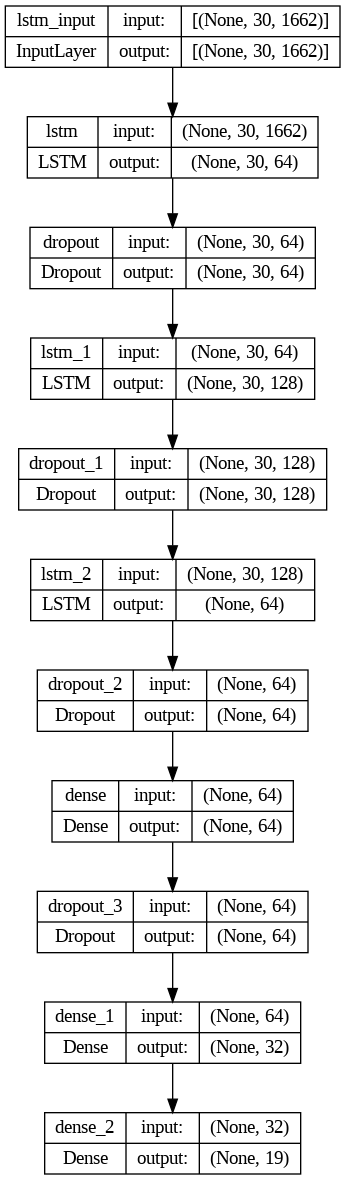 lstm_input input: [(None, 30, 1662)]
InputLayer output: [(None, 30, 1662)]
lstm input: (None, 30, 1662)
LSTM output: (None, 30, 64)
dropout input: (None, 30, 64)
Dropout output: (None, 30, 64)
lstm_1 input: (None, 30, 64)
LSTM output: (None, 30, 128)
dropout_1 input: (None, 30, 128)
Dropout output: (None, 30, 128)
lstm_2 input: (None, 30, 128)
LSTM output: (None, 64)
dropout_2 input: (None, 64)
Dropout output: (None, 64)
dense input: (None, 64)
Dense output: (None, 64)
dropout_3 input: (None, 64)
Dropout output: (None, 64)
dense_1 input: (None, 64)
Dense output: (None, 32)
dense_2 input: (None, 32)
Dense output: (None, 19)